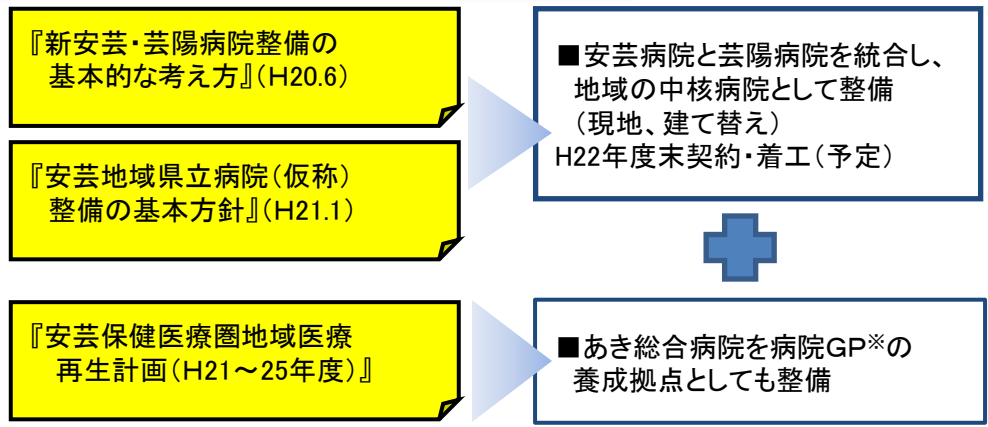 『新安芸・芸陽病院整備の
基本的な考え方』(H20.6)
『安芸地域県立病院(仮称)
整備の基本方針』(H21.1)
■安芸病院と芸陽病院を統合し、
地域の中核病院として整備
(現地、建て替え)
H22年度末契約・着工(予定)
『安芸保健医療圏地域医療
再生計画(H21～25年度)』
■あき総合病院を病院GP※の
養成拠点としても整備